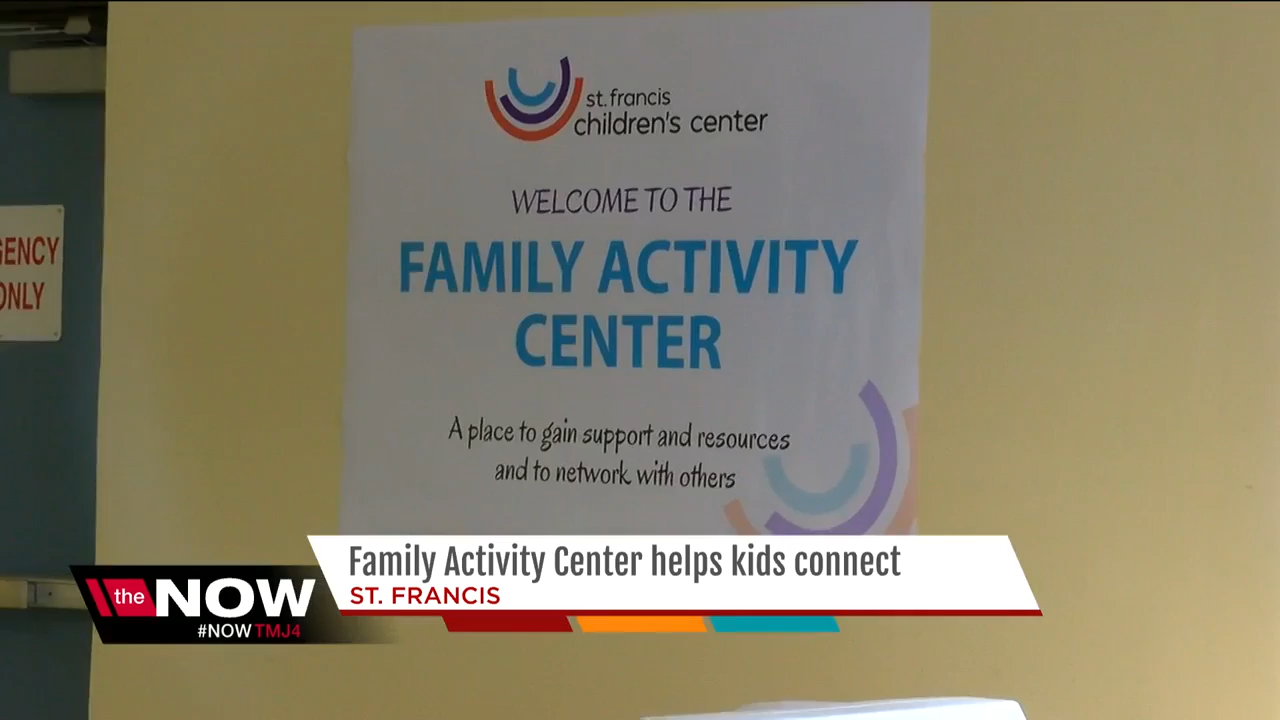 st. francis
children's center
WELCOME TO THE
FAMILY ACTIVITY
CENTER
A place to gain support and resources
and to network with others
GENCY
ONLY
Family Activity Center helps kids connect
ST. FRANCIS
the NOW
#NOWTMJ4